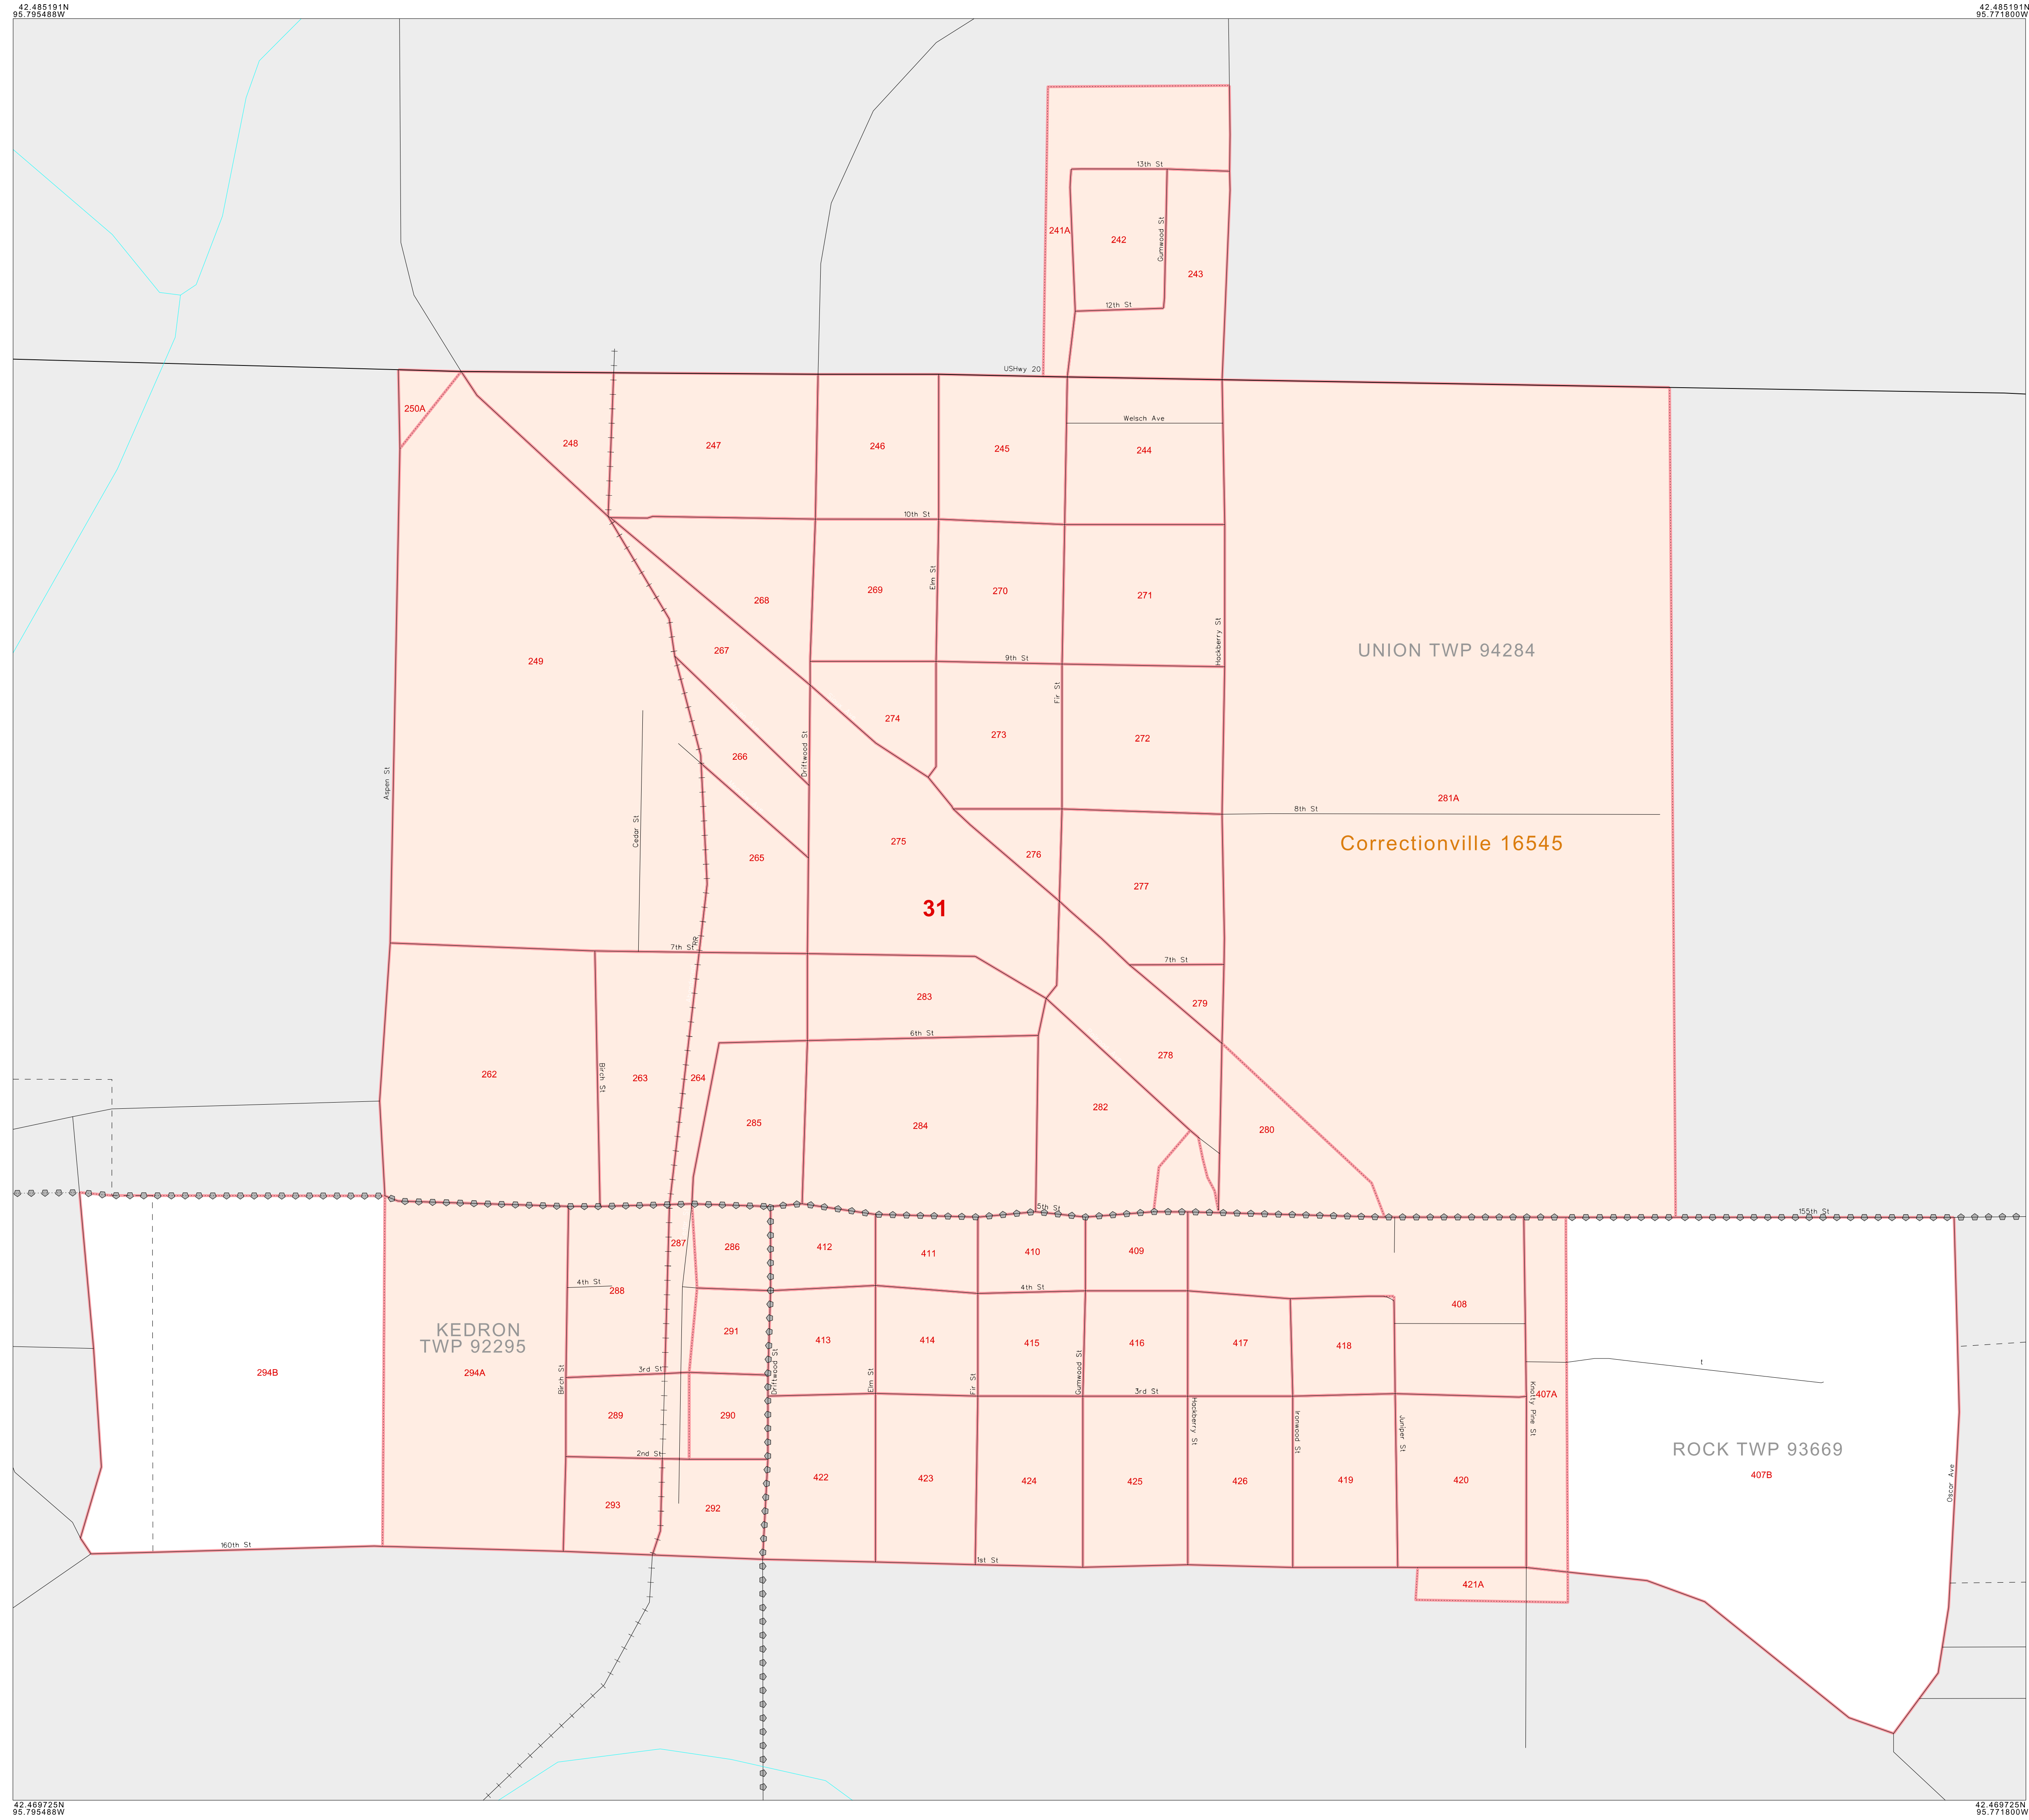 42.485191N
95.795488W
42.485191N
95.771800W
13th St
241A
242
Gumwood St
243
12th St
USHwy 20
250A
Welsch Ave
248
247
246
245
244
10th St
Elm St
268
269
270
271
Hackberry St
UNION TWP 94284
267
249
9th St
Fir St
274
273
272
266
Driftwood St
Aspen St
281A
8th St
Cedar St
275
Correctionville 16545
265
276
277
31
RR
7th St
7th St
283
279
6th St
278
262
Birch St
263
264
282
285
284
280
5th St
155th St
287
286
412
411
410
409
4th St
288
4th St
408
KEDRON
TWP 92295
291
413
414
415
416
417
418
294B
294A
3rd St
Birch St
Driftwood St
Elm St
Fir St
Gumwood St
3rd St
f
407A
289
290
Hackberry St
Ironwood St
Juniper St
Knotty Pine St
2nd St
ROCK TWP 93669
407B
422
423
424
425
426
419
420
Oscar Ave
293
292
160th St
1st St
421A
42.469725N
95.795488W
42.469725N
95.771800W